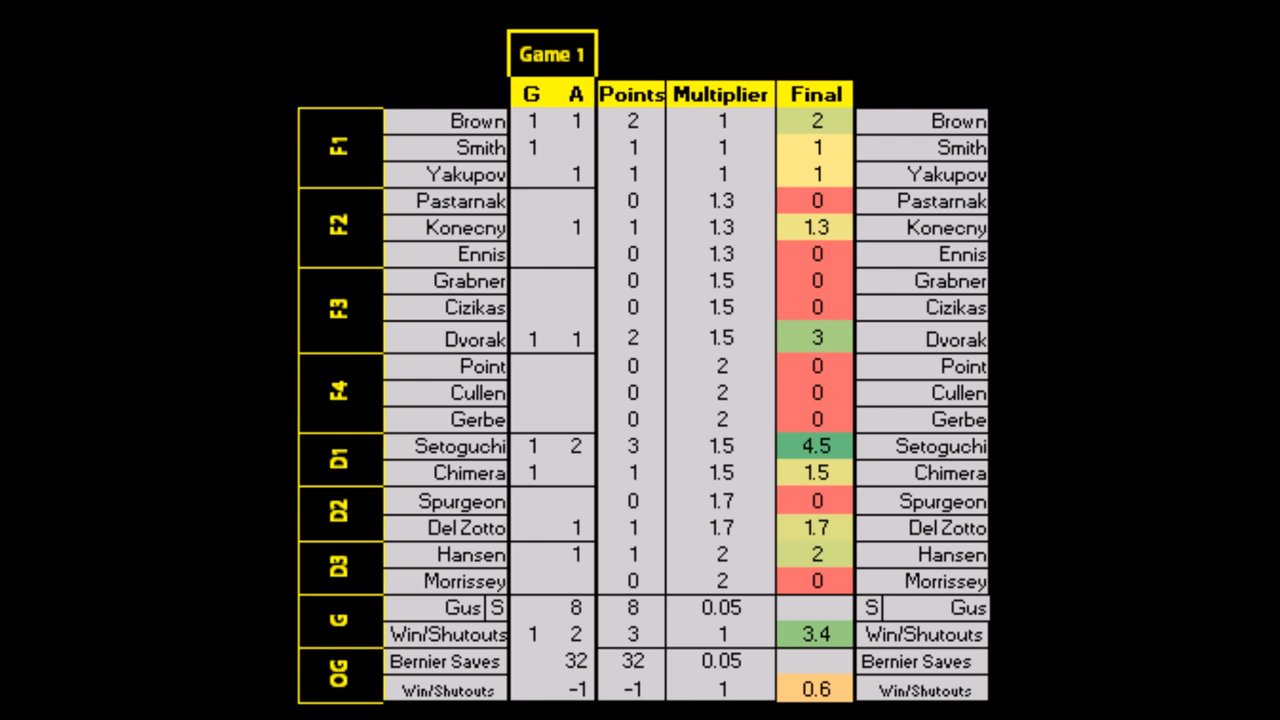 Game 1
G A Points Multiplier Final
F1
Brown 1 1 2 1 2 Brown
Smith 1 1 1 1 Smith
Yakupov 1 1 1 1 Yakupov
F2
Pastarnak 0 1.3 0 Pastarnak
Konecny 1 1 1.3 1.3 Konecny
Ennis 0 1.3 0 Ennis
F3
Grabner 0 1.5 0 Grabner
Cizikas 0 1.5 0 Cizikas
Dvorak 1 1 2 1.5 3 Dvorak
F4
Point 0 2 0 Point
Cullen 0 2 0 Cullen
Gerbe 0 2 0 Gerbe
D1
Setoguchi 1 2 3 1.5 4.5 Setoguchi
Chimera 1 1 1.5 1.5 Chimera
D2
Spurgeon 0 1.7 0 Spurgeon
Del Zotto 1 1 1.7 1.7 Del Zotto
D3
Hansen 1 1 2 2 Hansen
Morrissey 0 2 0 Morrissey
G
Gus S 8 8 0.05 S Gus
Win/Shutouts 1 2 3 1 3.4 Win/Shutouts
OG
Bernier Saves 32 32 0.05 Bernier Saves
Win/Shutouts -1 -1 1 0.6 Win/Shutouts